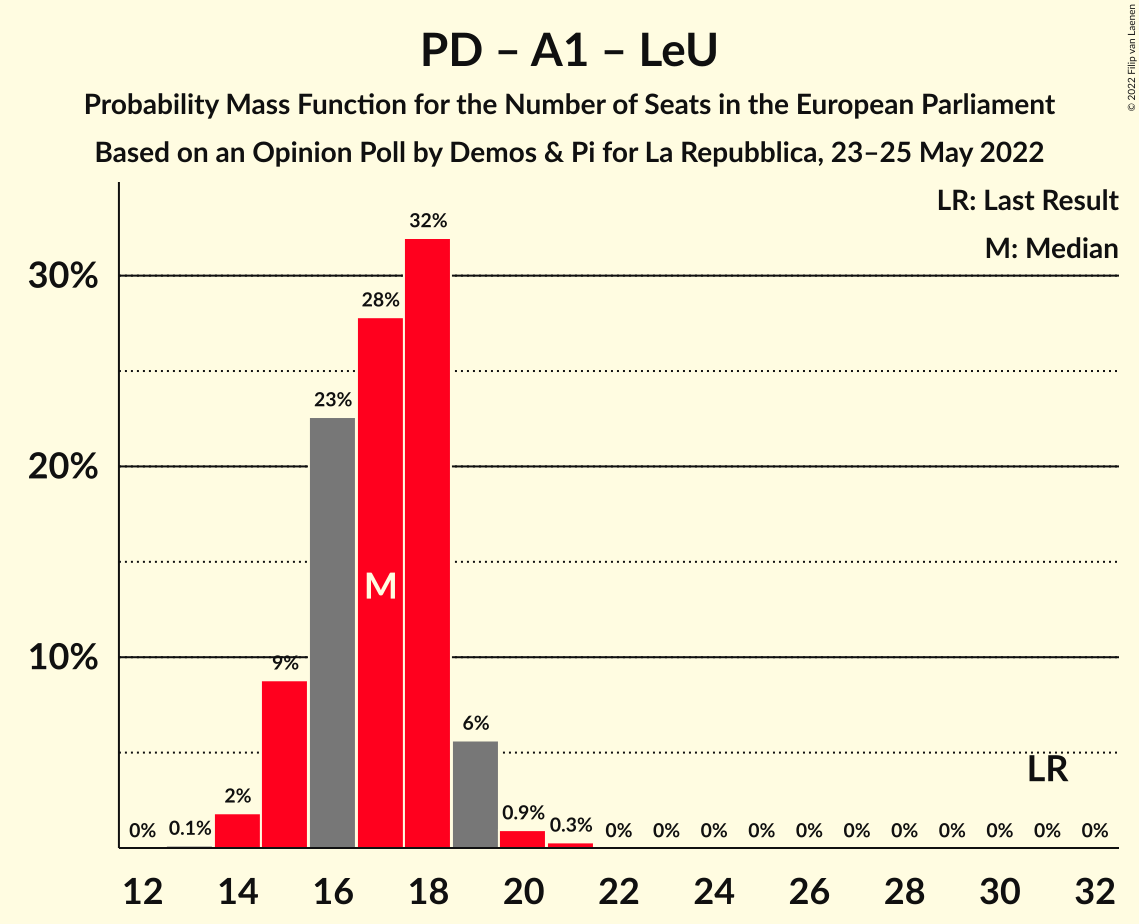 PD – A1 – LeU
Probability Mass Function for the Number of Seats in the European Parliament
Based on an Opinion Poll by Demos & Pi for La Repubblica, 23–25 May 2022
© 2022 Filip van Laenen
LR: Last Result
M: Median
30%
20%
10%
0%
0.1%
2%
9%
23%
28%
32%
6%
0.9%
0.3%
0%
0%
0%
0%
0%
0%
0%
0%
0%
0%
0%
M
LR
12 14 16 18 20 22 24 26 28 30 32